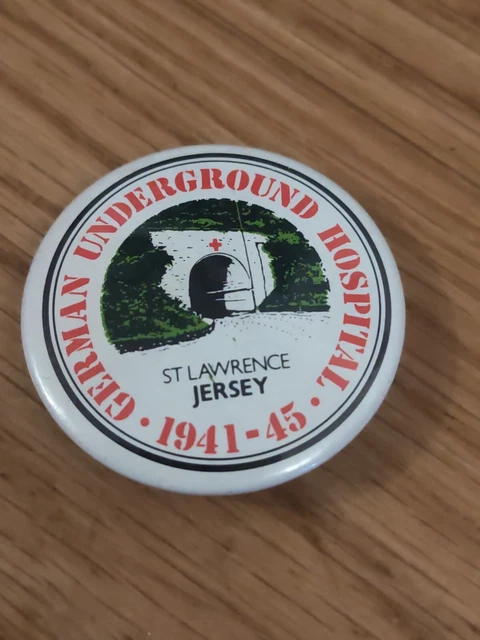 GERMAN UNDERGROUND HOSPITAL
ST LAWRENCE
JERSEY
• 1941-45 •